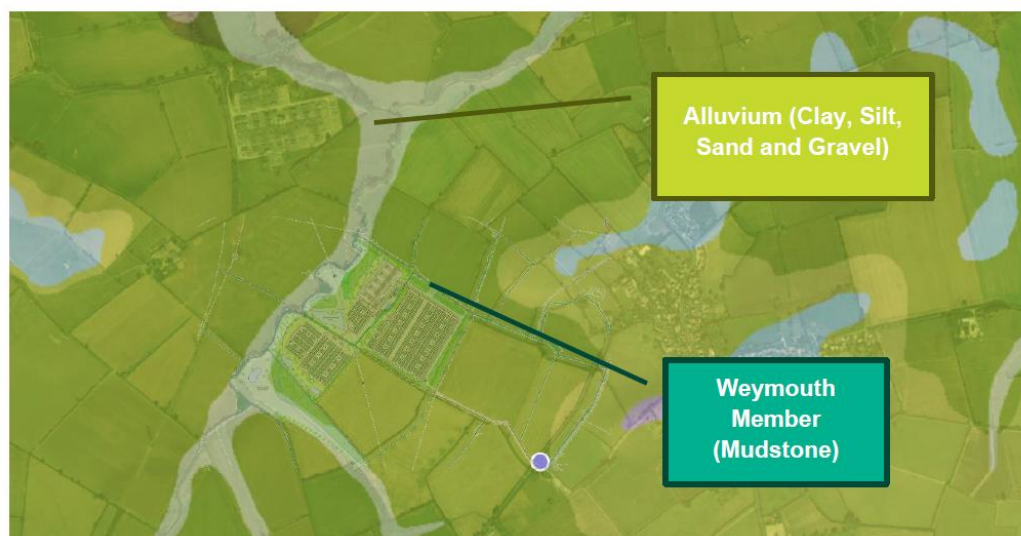 Alluvium (Clay, Silt,
Sand and Gravel)
Weymouth
Member
(Mudstone)